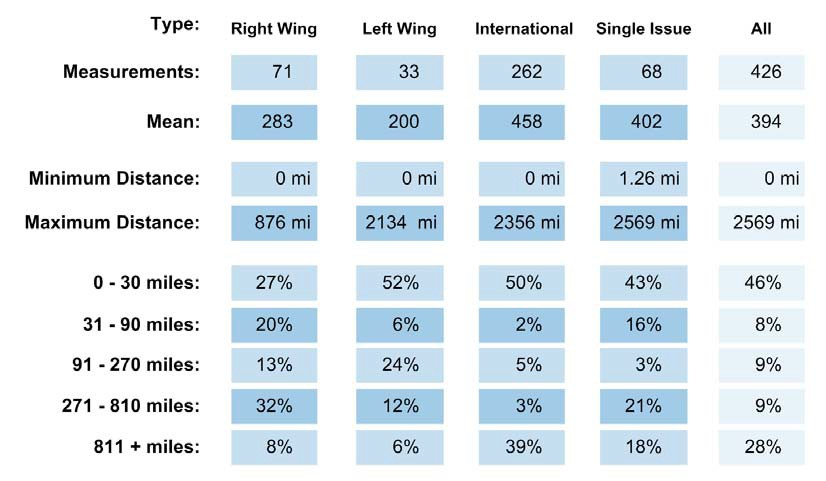 Type: Right Wing Left Wing International Single Issue All
Measurements: 71 33 262 68 426
Mean: 283 200 458 402 394
Minimum Distance: 0 mi 0 mi 0 mi 1.26 mi 0 mi
Maximum Distance: 876 mi 2134 mi 2356 mi 2569 mi 2569 mi
0 - 30 miles: 27% 52% 50% 43% 46%
31 - 90 miles: 20% 6% 2% 16% 8%
91 - 270 miles: 13% 24% 5% 3% 9%
271 - 810 miles: 32% 12% 3% 21% 9%
811 + miles: 8% 6% 39% 18% 28%